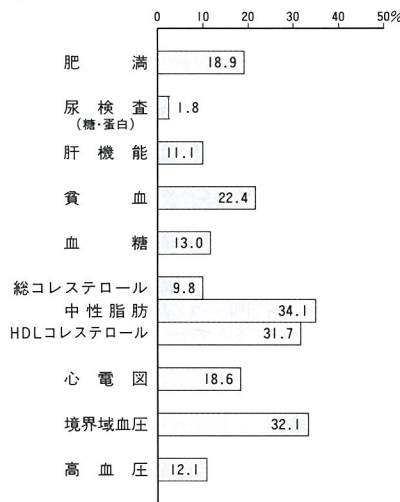 0 10 20 30 40 50%
肥満 18.9
尿検査 1.8
(糖・蛋白)
肝機能 11.1
貧血 22.4
血糖 13.0
総コレステロール 9.8
中性脂肪 34.1
HDLコレステロール 31.7
心電図 18.6
境界域血圧 32.1
高血圧 12.1